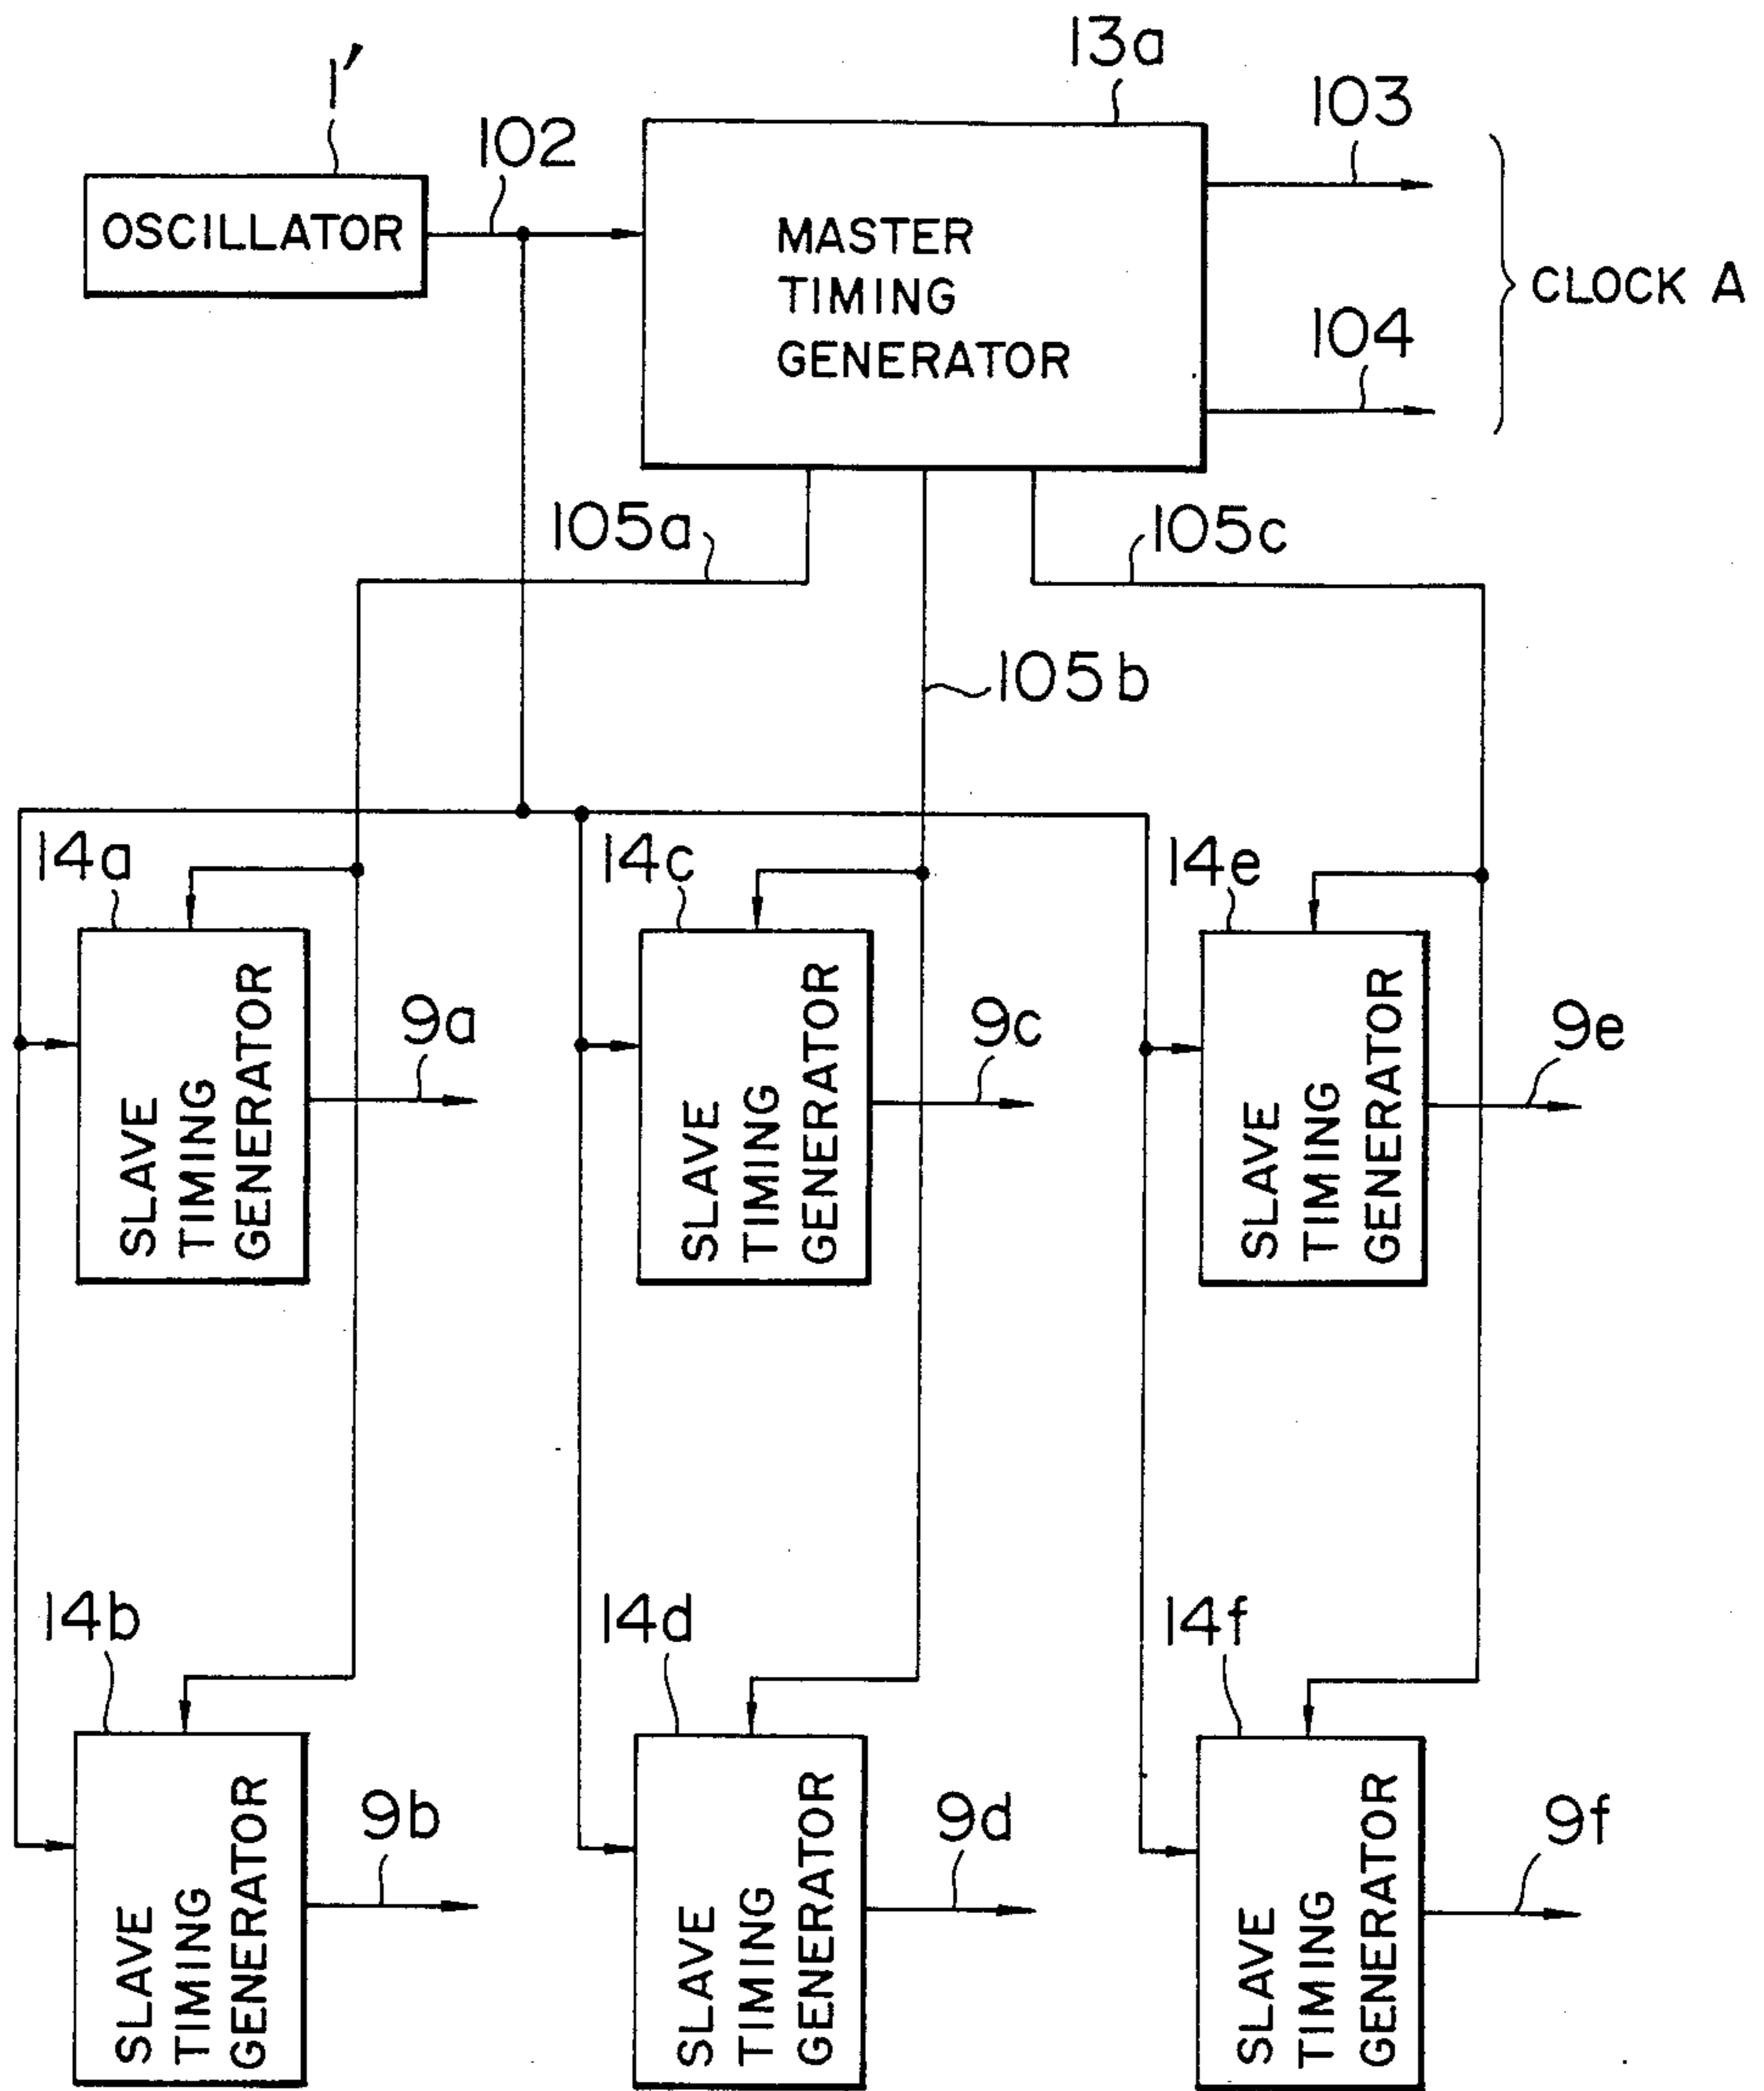 13a
1'
102
103
OSCILLATOR
MASTER
TIMING
GENERATOR
CLOCK A
104
105a
105c
105b
14a
14c
14e
SLAVE
TIMING
GENERATOR
9a
SLAVE
TIMING
GENERATOR
9c
SLAVE
TIMING
GENERATOR
9e
14b
14d
14f
SLAVE
TIMING
GENERATOR
9b
SLAVE
TIMING
GENERATOR
9d
SLAVE
TIMING
GENERATOR
9f